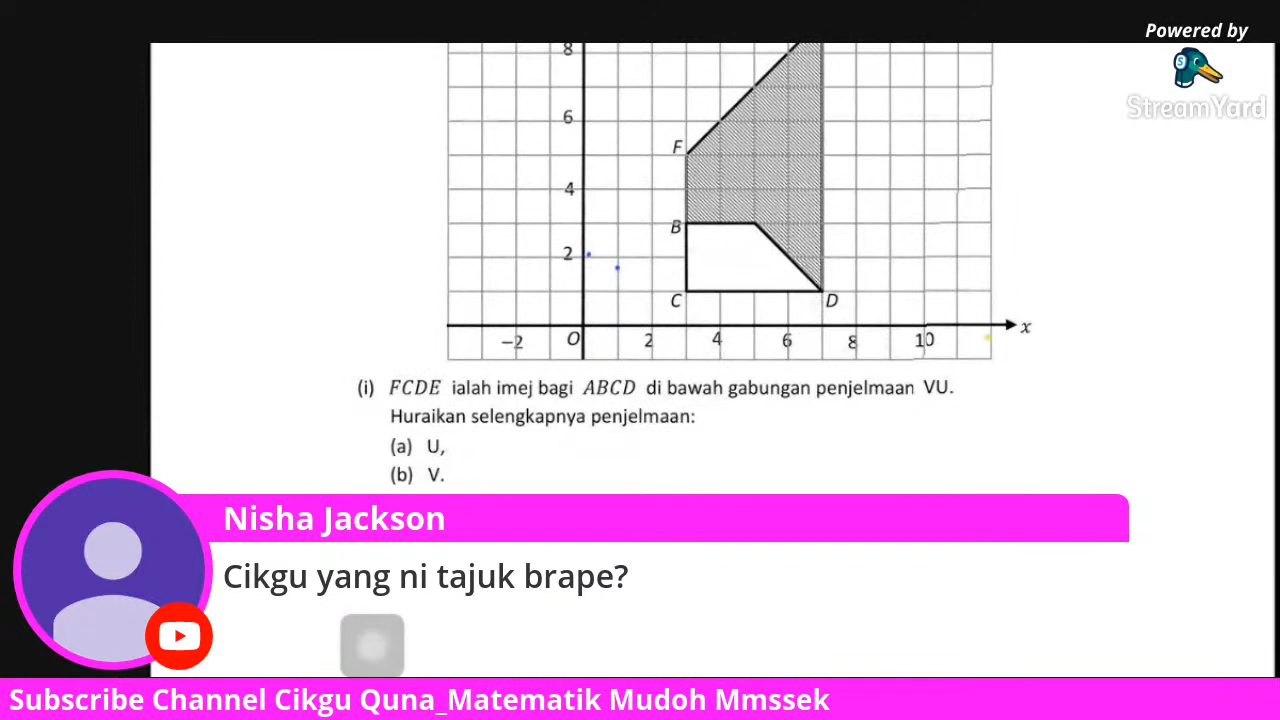 Powered by
StreamYard
8
6
F
4
B
2
C
D
x
-2
O
2
4
6
8
10
(i) FCDE ialah imej bagi ABCD di bawah gabungan penjelmaan VU.
Huraikan selengkapnya penjelmaan:
(a) U,
(b) V.
Nisha Jackson
Cikgu yang ni tajuk brape?
Subscribe Channel Cikgu Quna_Matematik Mudoh Mmssek